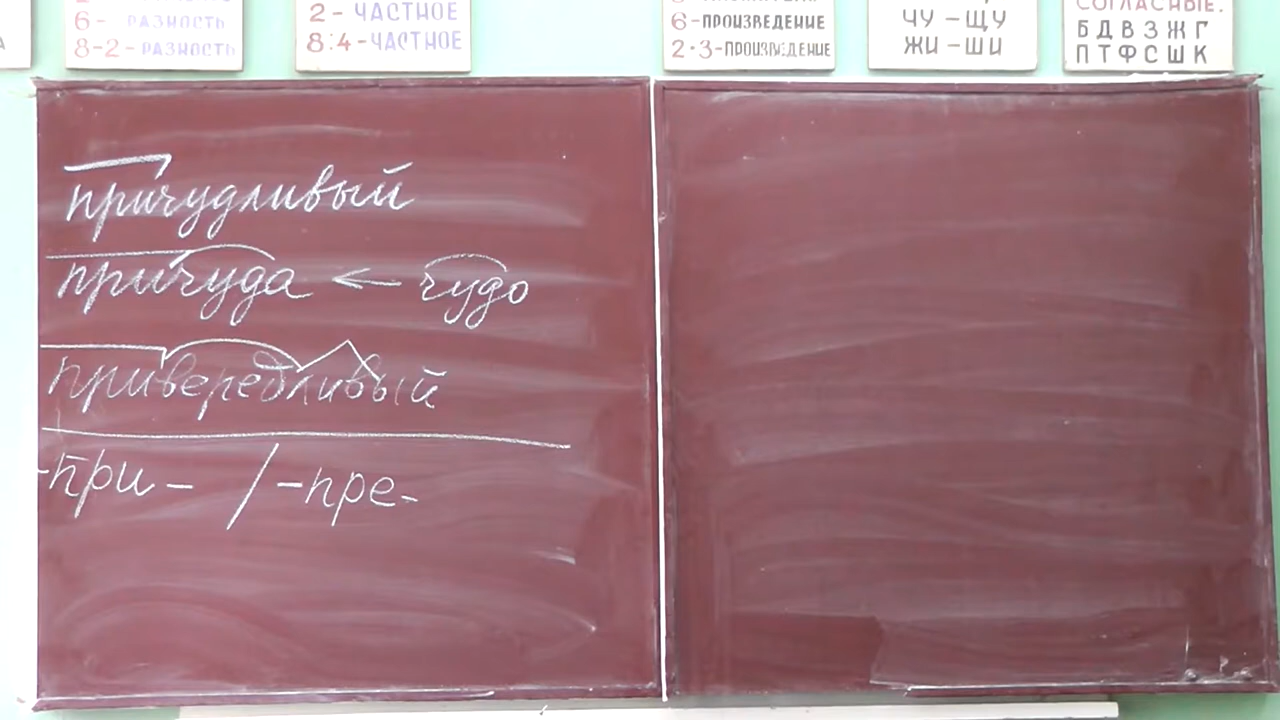 6- РАЗНОСТЬ
8-2- РАЗНОСТЬ
2- ЧАСТНОЕ
8:4-ЧАСТНОЕ
6-ПРОИЗВЕДЕНИЕ
2·3-ПРОИЗВЕДЕНИЕ
ЧУ -ЩУ
ЖИ -ШИ
СОГЛАСНЫЕ:
Б Д В З Ж Г
П Т Ф С Ш К
причудливый
причуда ← чудо
привередливый
-при- / -пре-